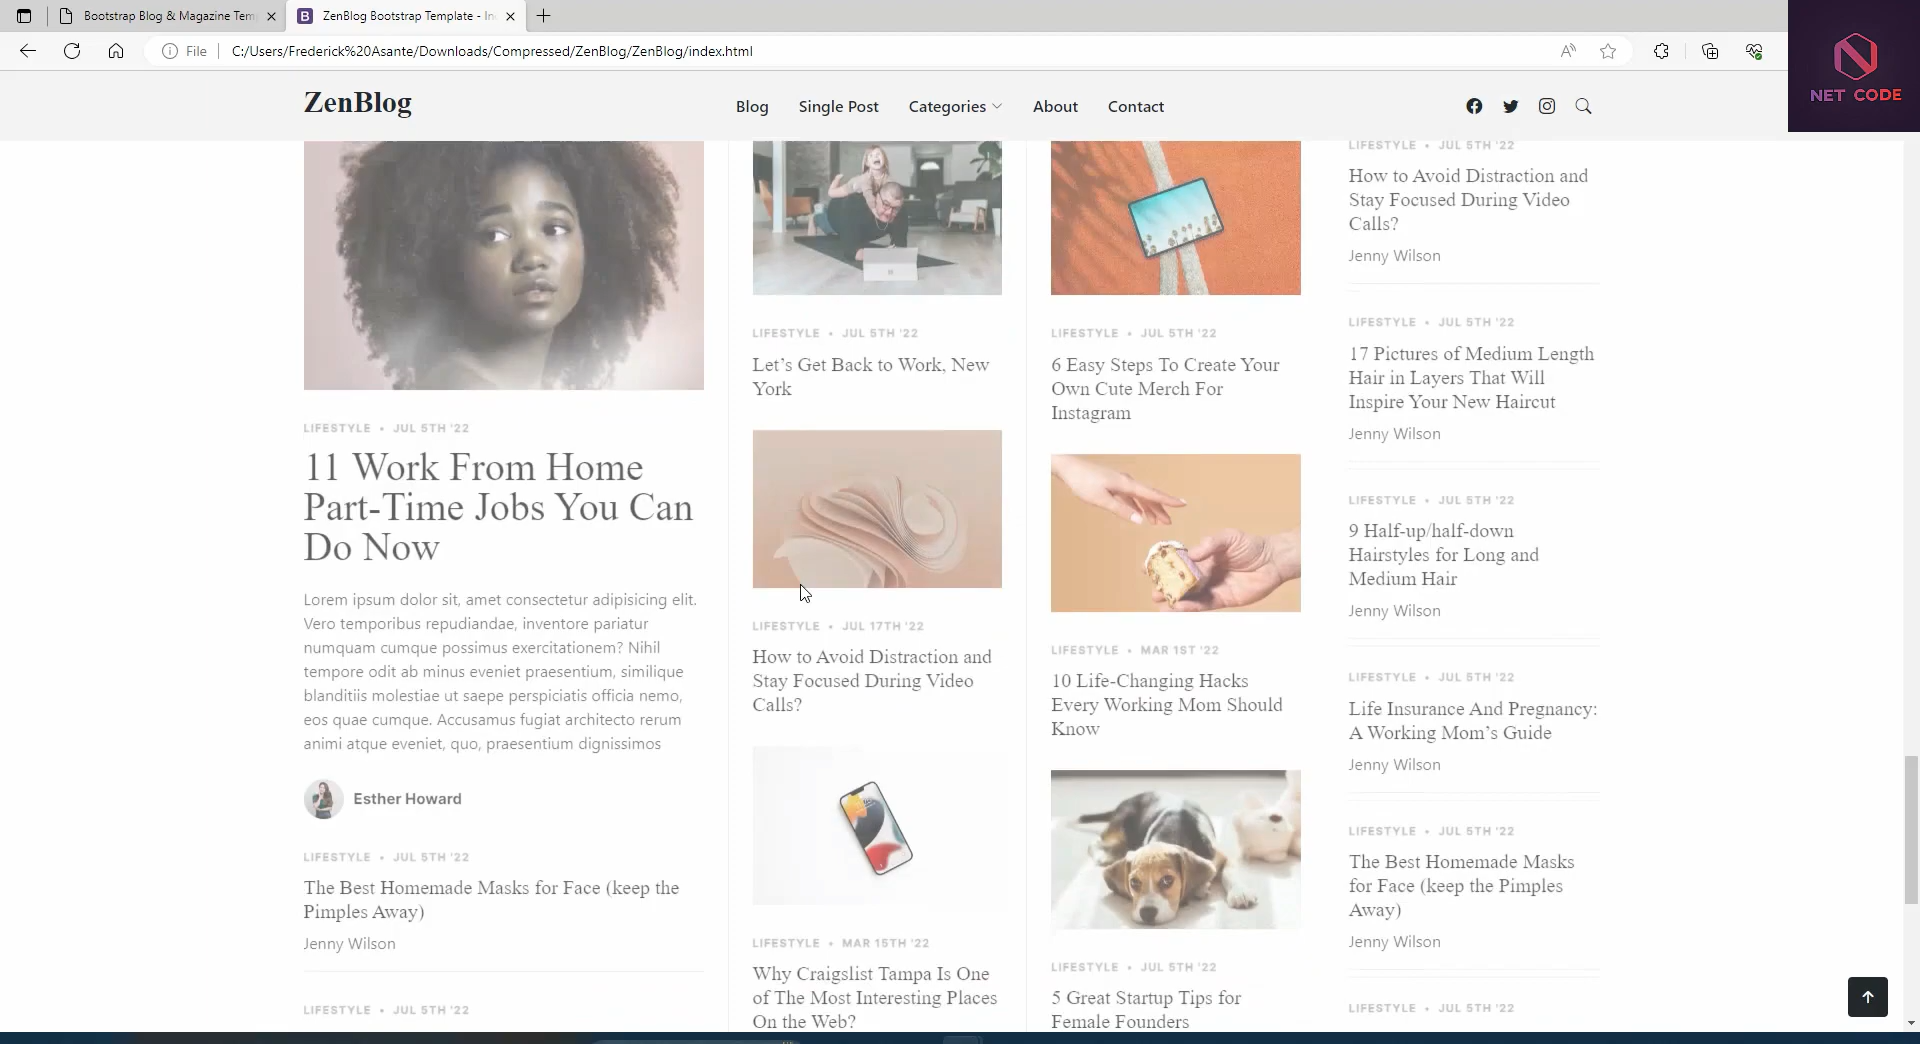 Bootstrap Blog & Magazine Tem
ZenBlog Bootstrap Template - In
File
C:/Users/Frederick%20Asante/Downloads/Compressed/ZenBlog/ZenBlog/index.html
NET CODE
ZenBlog
Blog
Single Post
Categories
About
Contact
LIFESTYLE • JUL 5TH '22
11 Work From Home
Part-Time Jobs You Can
Do Now
Lorem ipsum dolor sit, amet consectetur adipisicing elit.
Vero temporibus repudiandae, inventore pariatur
numquam cumque possimus exercitationem? Nihil
tempore odit ab minus eveniet praesentium, similique
blanditiis molestiae ut saepe perspiciatis officia nemo,
eos quae cumque. Accusamus fugiat architecto rerum
animi atque eveniet, quo, praesentium dignissimos
Esther Howard
LIFESTYLE • JUL 5TH '22
The Best Homemade Masks for Face (keep the
Pimples Away)
Jenny Wilson
LIFESTYLE • JUL 5TH '22
LIFESTYLE • JUL 5TH '22
Let’s Get Back to Work, New
York
LIFESTYLE • JUL 17TH '22
How to Avoid Distraction and
Stay Focused During Video
Calls?
LIFESTYLE • MAR 15TH '22
Why Craigslist Tampa Is One
of The Most Interesting Places
On the Web?
LIFESTYLE • JUL 5TH '22
6 Easy Steps To Create Your
Own Cute Merch For
Instagram
LIFESTYLE • MAR 1ST '22
10 Life-Changing Hacks
Every Working Mom Should
Know
LIFESTYLE • JUL 5TH '22
5 Great Startup Tips for
Female Founders
LIFESTYLE • JUL 5TH '22
How to Avoid Distraction and
Stay Focused During Video
Calls?
Jenny Wilson
LIFESTYLE • JUL 5TH '22
17 Pictures of Medium Length
Hair in Layers That Will
Inspire Your New Haircut
Jenny Wilson
LIFESTYLE • JUL 5TH '22
9 Half-up/half-down
Hairstyles for Long and
Medium Hair
Jenny Wilson
LIFESTYLE • JUL 5TH '22
Life Insurance And Pregnancy:
A Working Mom’s Guide
Jenny Wilson
LIFESTYLE • JUL 5TH '22
The Best Homemade Masks
for Face (keep the Pimples
Away)
Jenny Wilson
LIFESTYLE • JUL 5TH '22